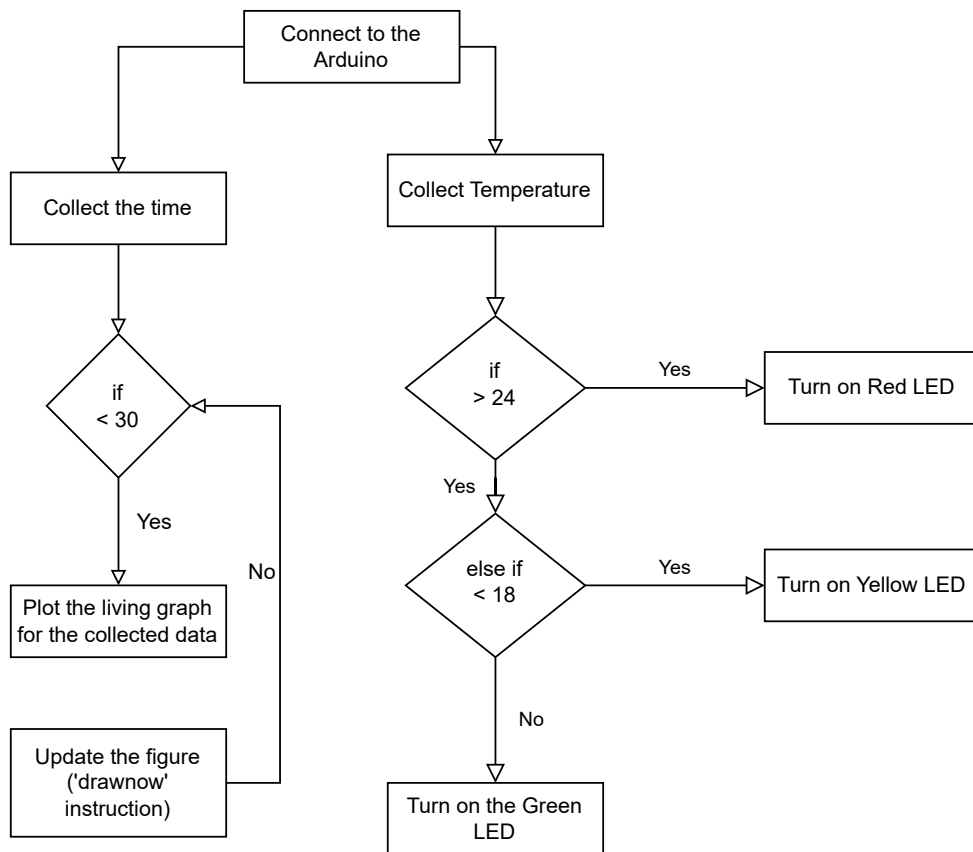 Connect to the
Arduino
Collect the time
Collect Temperature
if
< 30
if
> 24
Yes
Turn on Red LED
Yes
Yes
No
else if
< 18
Yes
Turn on Yellow LED
Plot the living graph
for the collected data
No
Update the figure
('drawnow'
instruction)
Turn on the Green
LED